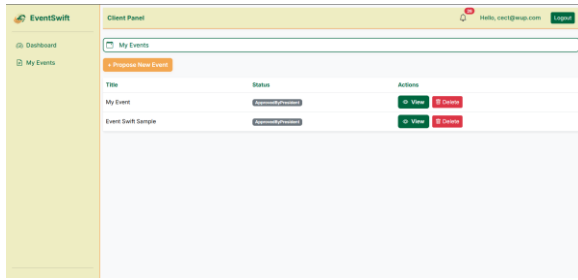 EventSwift
Client Panel
Hello, cect@wup.com
Logout
Dashboard
My Events
My Events
+ Propose New Event
Title Status Actions
My Event ApprovedByPresident View Delete
Event Swift Sample ApprovedByPresident View Delete